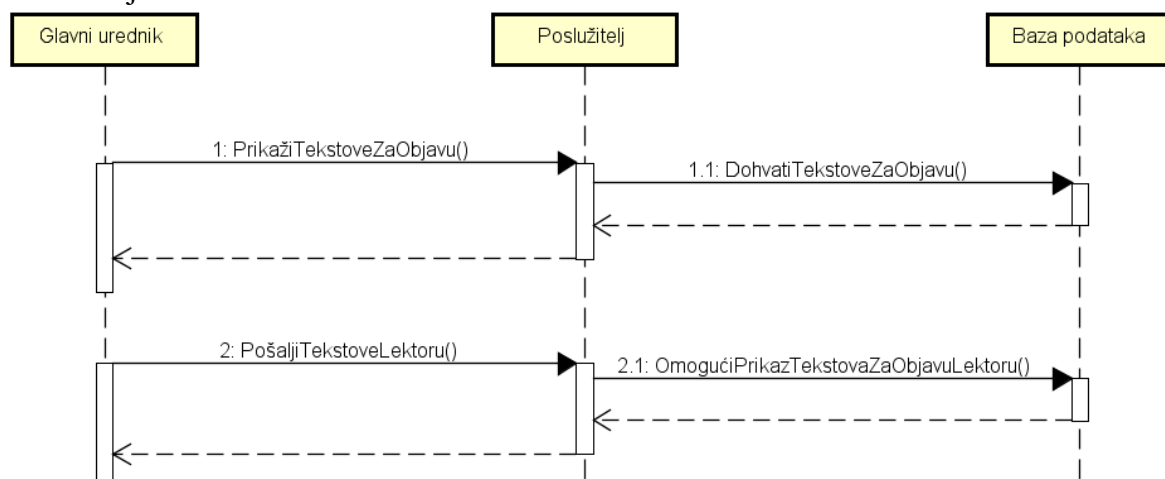 Glavni urednik
Poslužitelj
Baza podataka
1: PrikažiTekstoveZaObjavu()
1.1: DohvatiTekstoveZaObjavu()
2: PošaljiTekstoveLektoru()
2.1: OmogućiPrikazTekstovaZaObjavuLektoru()